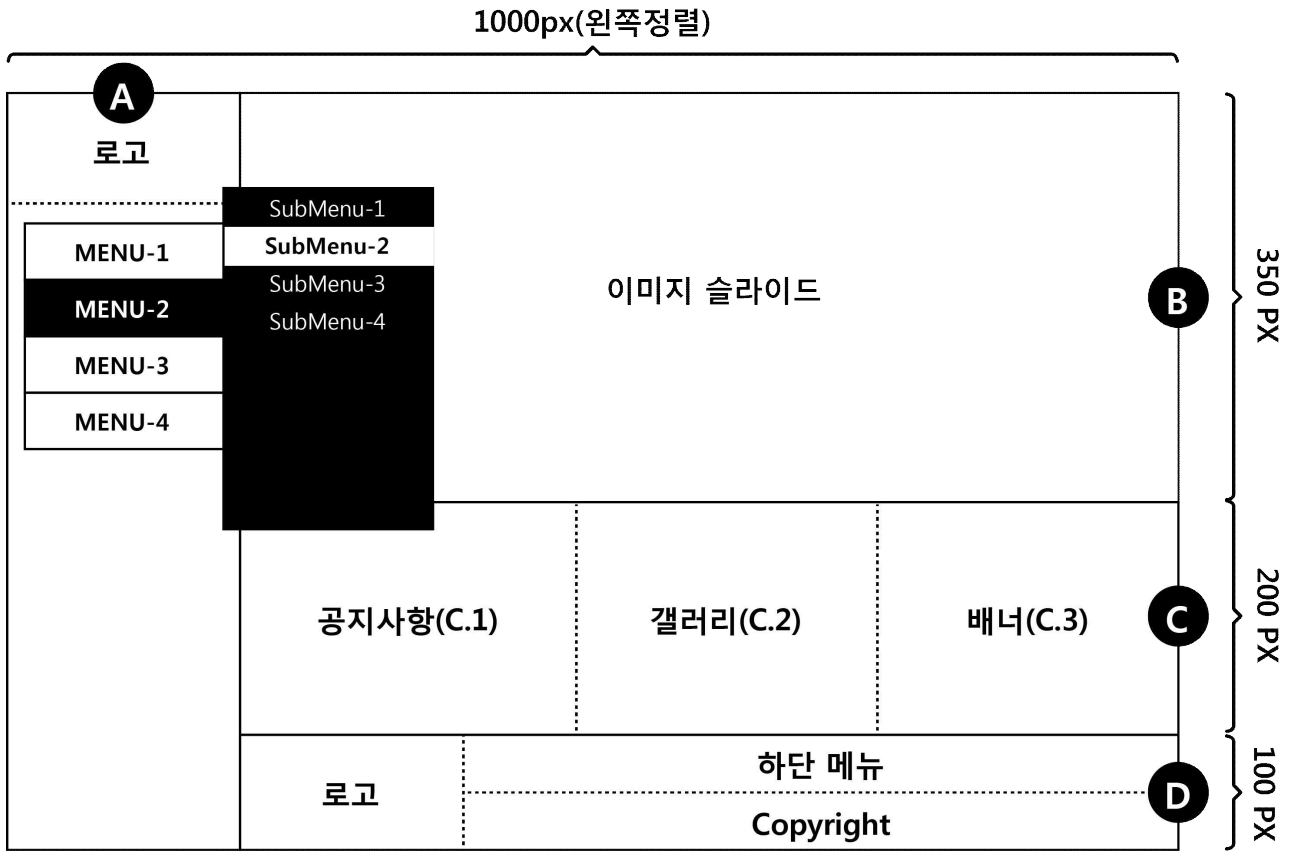 1000px(왼쪽정렬)
A
로고
MENU-1
MENU-2
MENU-3
MENU-4
SubMenu-1
SubMenu-2
SubMenu-3
SubMenu-4
이미지 슬라이드
B
350 PX
공지사항(C.1)
갤러리(C.2)
배너(C.3)
C
200 PX
로고
하단 메뉴
Copyright
D
100 PX